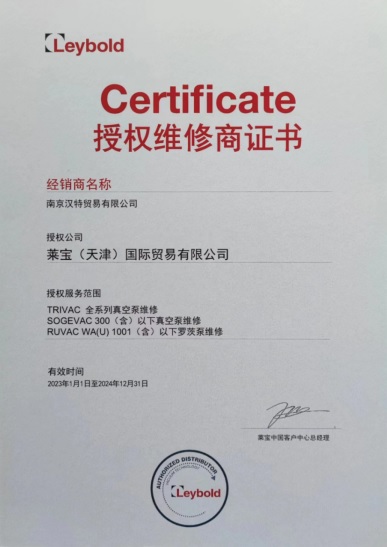 Leybold
Certificate
授权维修商证书
经销商名称
南京汉特贸易有限公司
授权公司
莱宝（天津）国际贸易有限公司
授权服务范围
TRIVAC 全系列真空泵维修
SOGEVAC 300（含）以下真空泵维修
RUVAC WA(U) 1001（含）以下罗茨泵维修
有效时间
2023年1月1日至2024年12月31日
莱宝中国客户中心总经理
AUTHORIZED DISTRIBUTOR
Leybold